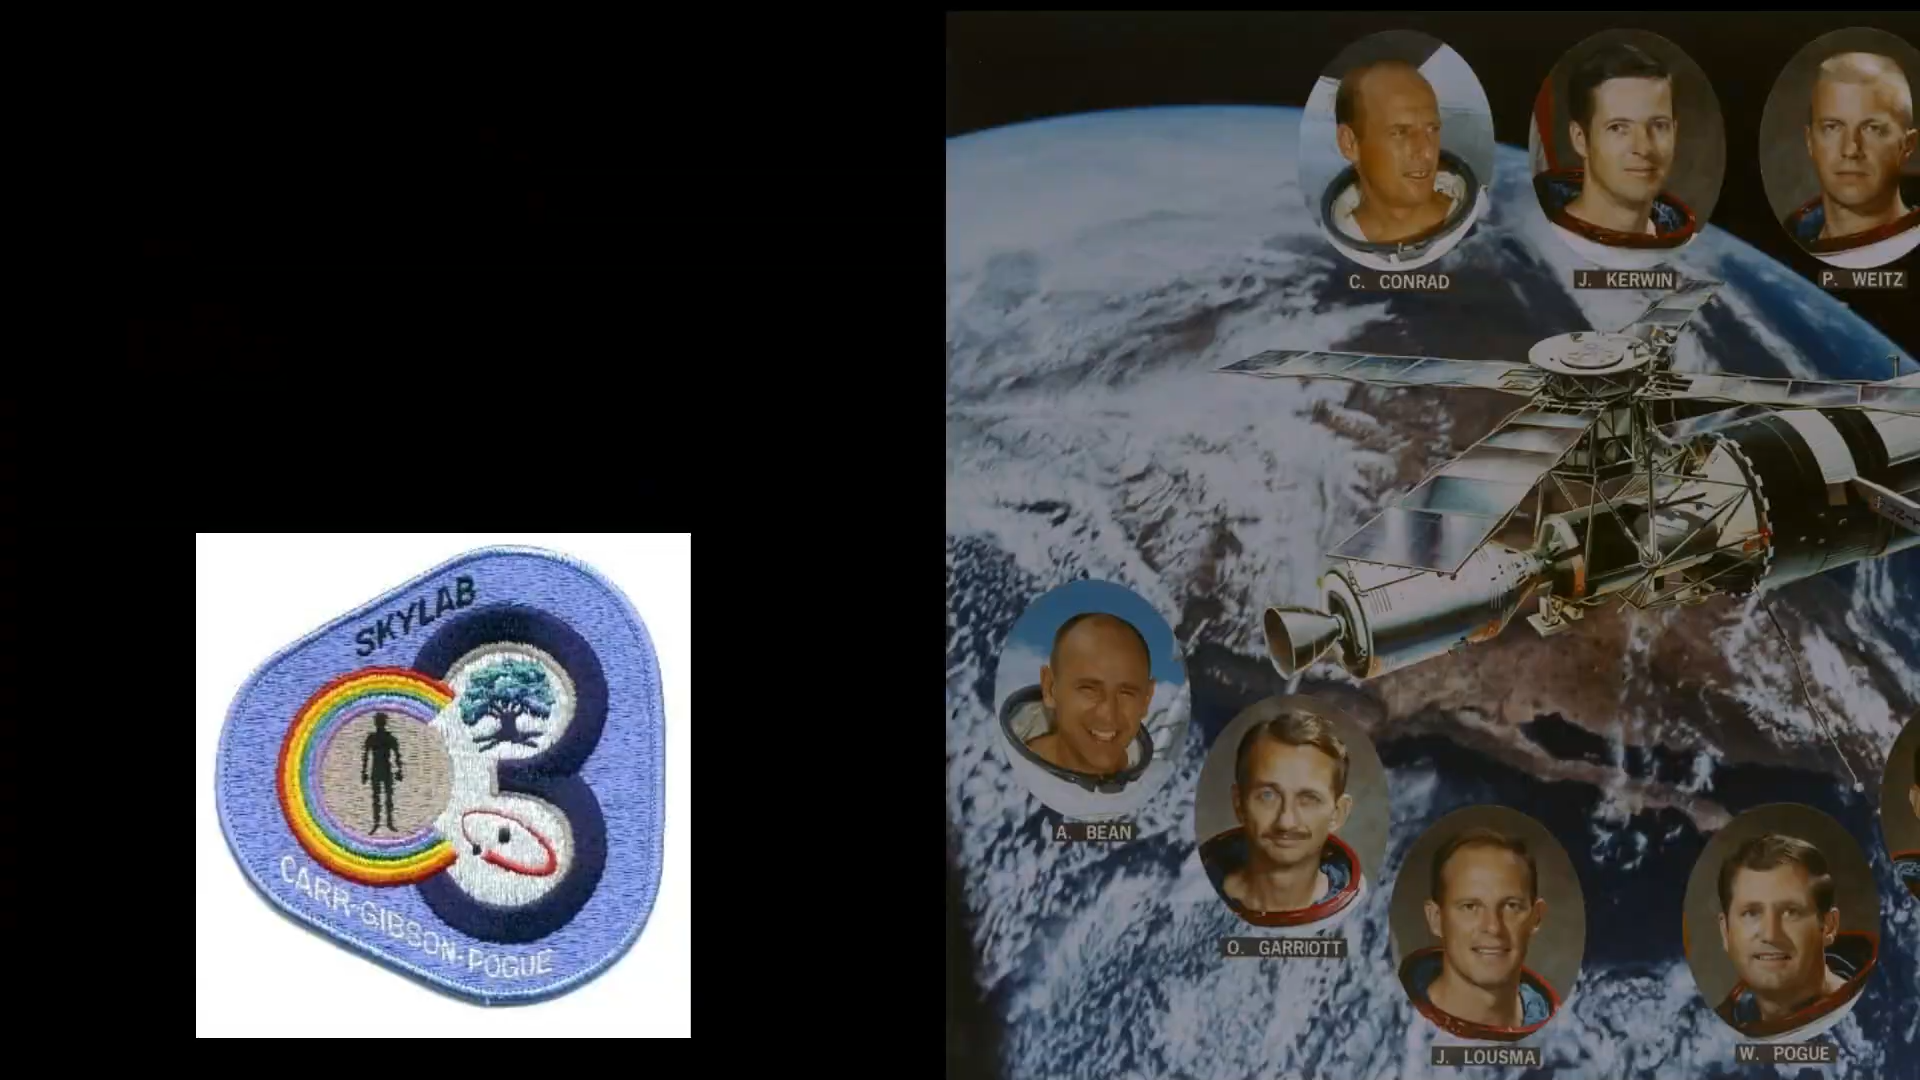 SKYLAB
CARR-GIBSON-POGUE
C. CONRAD
J. KERWIN
P. WEITZ
A. BEAN
O. GARRIOTT
J. LOUSMA
W. POGUE